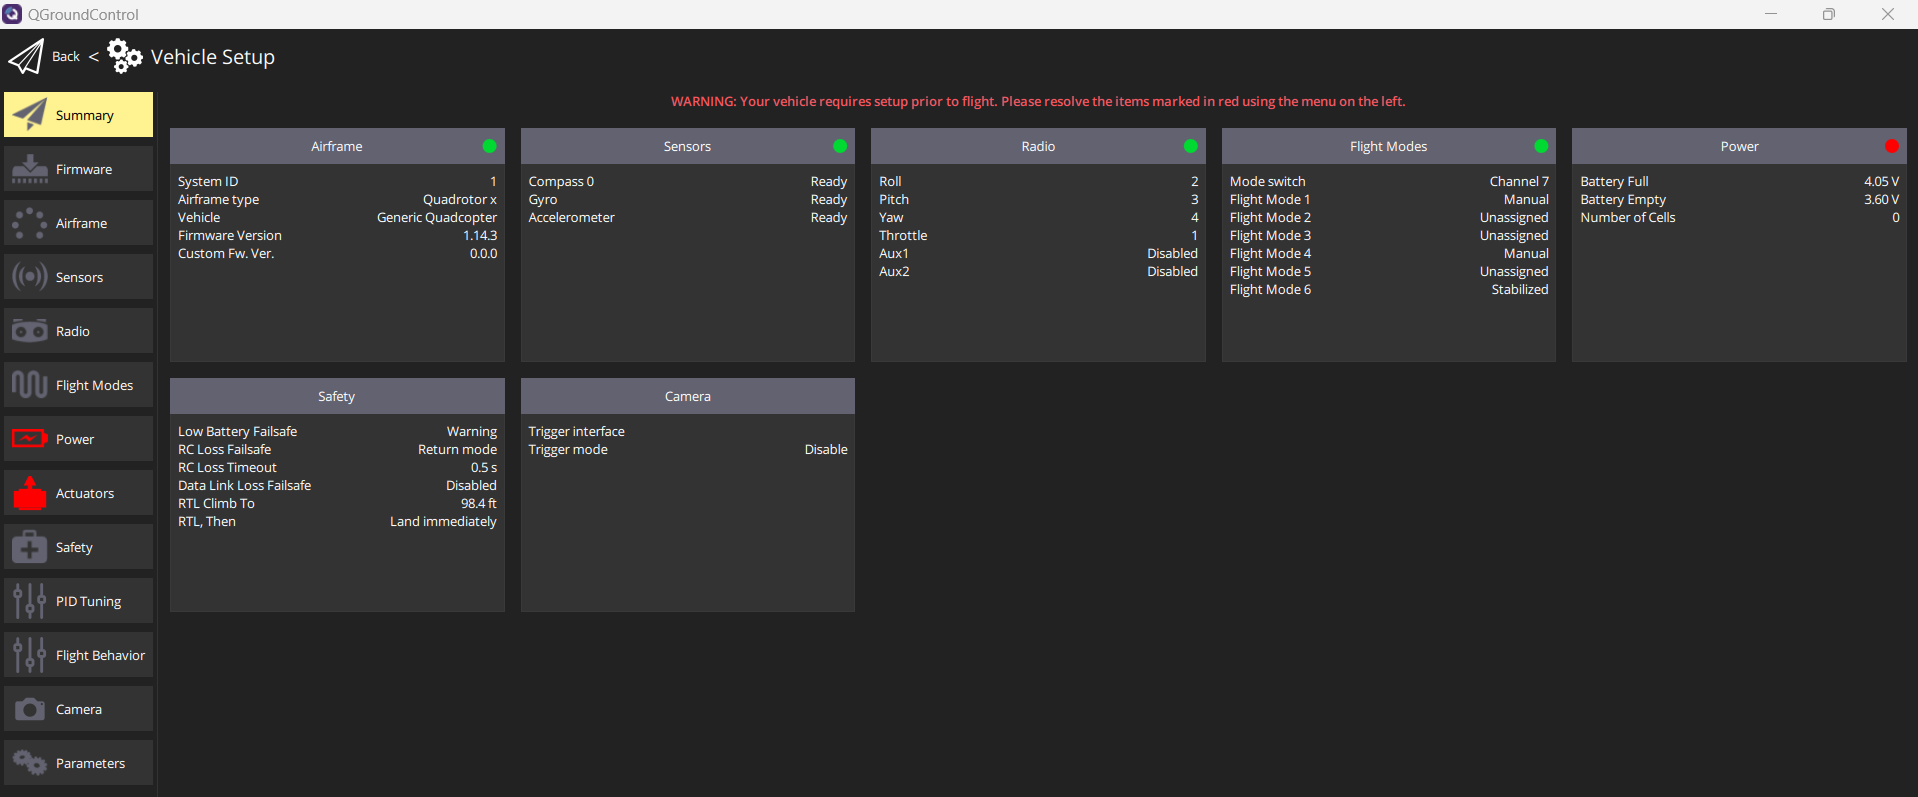 QGroundControl
Back < Vehicle Setup
WARNING: Your vehicle requires setup prior to flight. Please resolve the items marked in red using the menu on the left.
Summary
Firmware
Airframe
Sensors
Radio
Flight Modes
Power
Actuators
Safety
PID Tuning
Flight Behavior
Camera
Parameters
Airframe
System ID 1
Airframe type Quadrotor x
Vehicle Generic Quadcopter
Firmware Version 1.14.3
Custom Fw. Ver. 0.0.0
Sensors
Compass 0 Ready
Gyro Ready
Accelerometer Ready
Radio
Roll 2
Pitch 3
Yaw 4
Throttle 1
Aux1 Disabled
Aux2 Disabled
Flight Modes
Mode switch Channel 7
Flight Mode 1 Manual
Flight Mode 2 Unassigned
Flight Mode 3 Unassigned
Flight Mode 4 Manual
Flight Mode 5 Unassigned
Flight Mode 6 Stabilized
Power
Battery Full 4.05 V
Battery Empty 3.60 V
Number of Cells 0
Safety
Low Battery Failsafe Warning
RC Loss Failsafe Return mode
RC Loss Timeout 0.5 s
Data Link Loss Failsafe Disabled
RTL Climb To 98.4 ft
RTL, Then Land immediately
Camera
Trigger interface
Trigger mode Disable